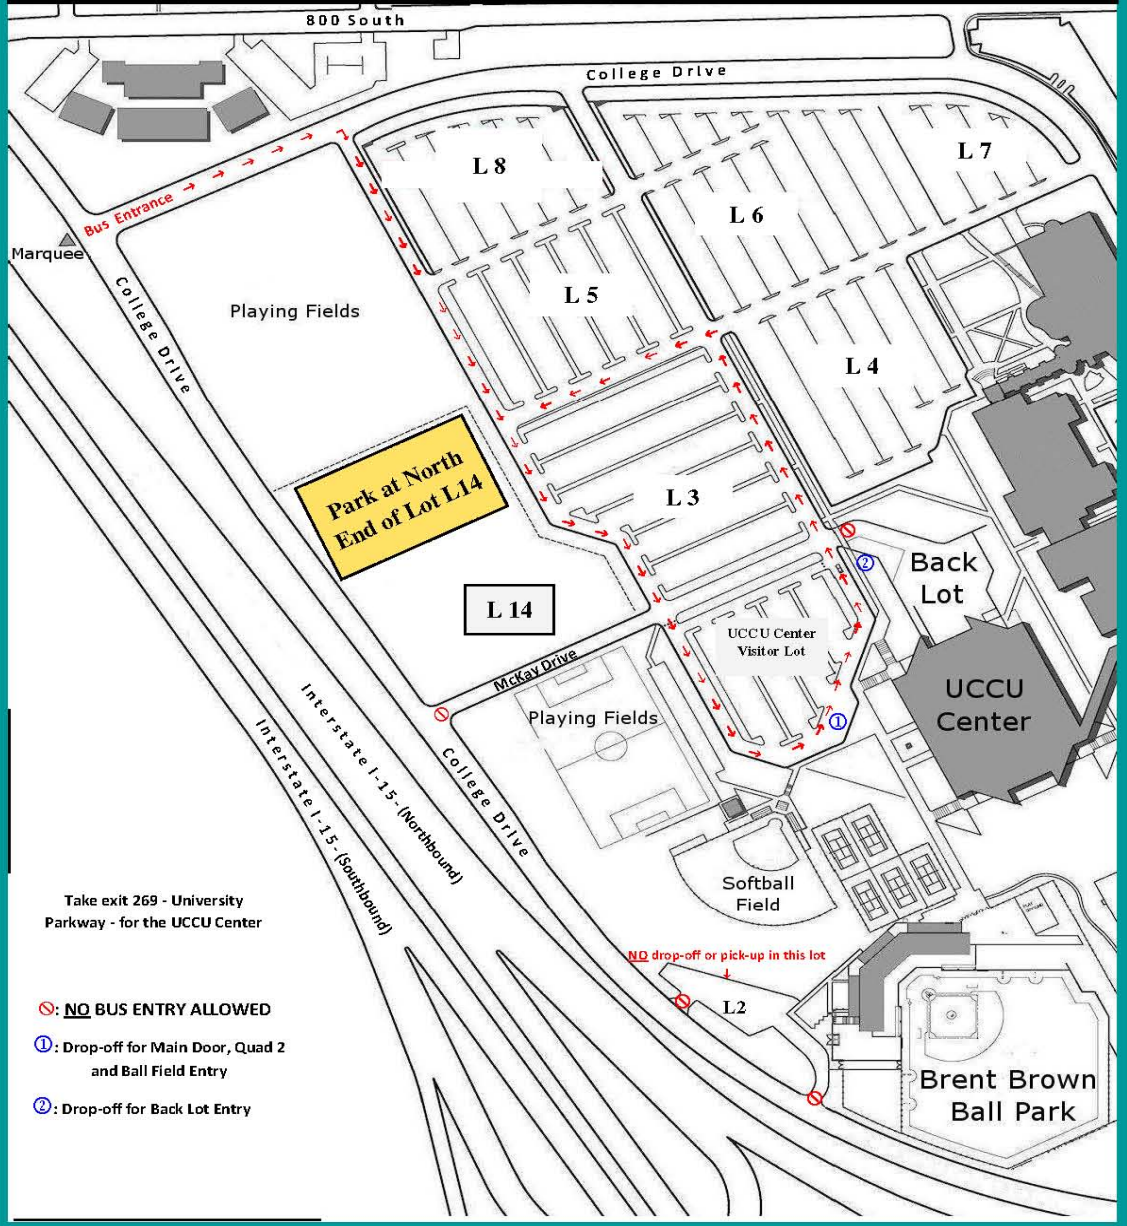 800 South
College Drive
L 8
L 7
L 6
Bus Entrance
Marquee
College Drive
Playing Fields
L 5
L 4
Park at North
End of Lot L14
L 3
Back
Lot
2
L 14
UCCU Center
Visitor Lot
McKay Drive
UCCU
Center
Playing Fields
1
Interstate I-15 - (Northbound)
Interstate I-15 - (Southbound)
College Drive
Softball
Field
Take exit 269 - University
Parkway - for the UCCU Center
NO drop-off or pick-up in this lot
L2
: NO BUS ENTRY ALLOWED
1: Drop-off for Main Door, Quad 2
and Ball Field Entry
2: Drop-off for Back Lot Entry
Brent Brown
Ball Park